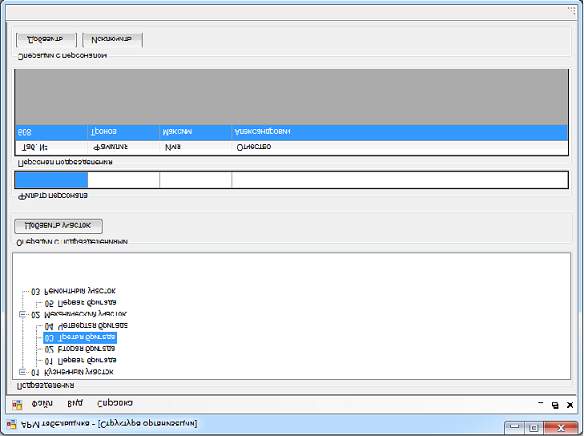 АРМ табельщика - [Структура организации]
Файл Вид Справка
Подразделения
01 Кузнечный участок
01 Первая бригада
02 Вторая бригада
03 Третья бригада
04 Четвертая бригада
02 Механический участок
05 Первая бригада
03 Ремонтный участок
Операции с подразделениями
Добавить участок
Фильтр персонала
Персонал подразделения
Таб. № Фамилия Имя Отчество
608 Тронов Максим Александрович
Операции с персоналом
Добавить Исключить